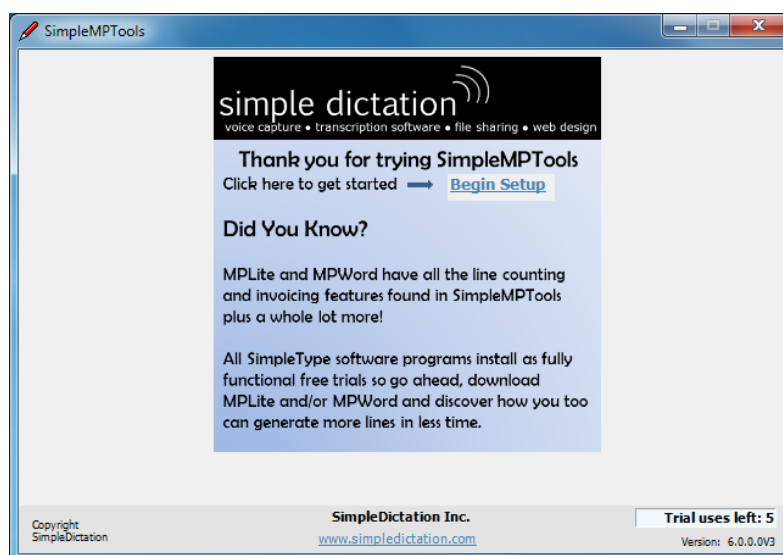 SimpleMPTools
simple dictation
voice capture • transcription software • file sharing • web design
Thank you for trying SimpleMPTools
Click here to get started
Begin Setup
Did You Know?
MPLite and MPWord have all the line counting
and invoicing features found in SimpleMPTools
plus a whole lot more!
All SimpleType software programs install as fully
functional free trials so go ahead, download
MPLite and/or MPWord and discover how you too
can generate more lines in less time.
Copyright
SimpleDictation
SimpleDictation Inc.
www.simpledictation.com
Trial uses left: 5
Version: 6.0.0.0V3